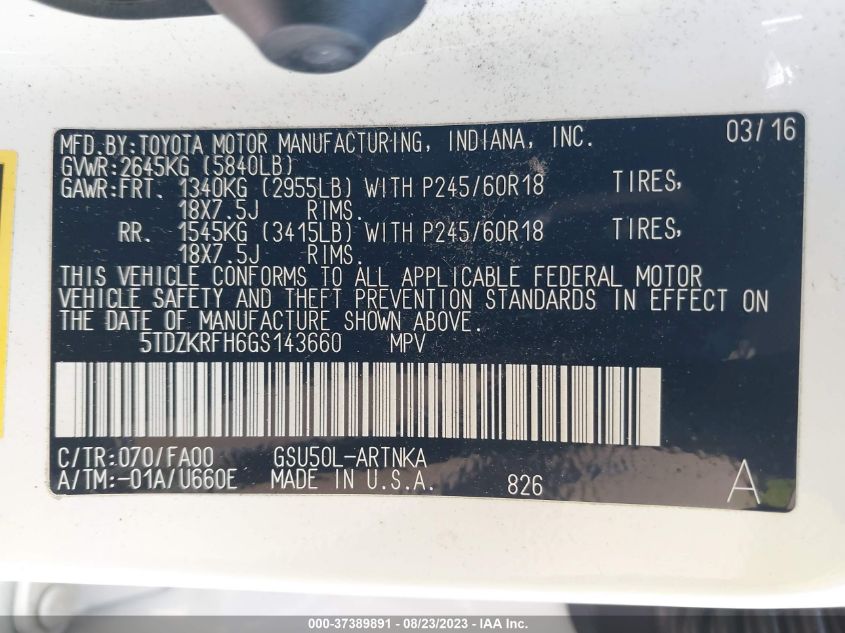 MFD. BY: TOYOTA MOTOR MANUFACTURING, INDIANA, INC. 03/16
GVWR: 2645KG (5840LB)
GAWR: FRT. 1340KG (2955LB) WITH P245/60R18 TIRES,
18X7.5J RIMS.
RR. 1545KG (3415LB) WITH P245/60R18 TIRES,
18X7.5J RIMS.
THIS VEHICLE CONFORMS TO ALL APPLICABLE FEDERAL MOTOR
VEHICLE SAFETY AND THEFT PREVENTION STANDARDS IN EFFECT ON
THE DATE OF MANUFACTURE SHOWN ABOVE.
5TDZKRFH6GS143660 MPV
C/TR: 070/FA00 GSU50L-ARTNKA
A/TM: -01A/U660E MADE IN U.S.A. 826 A
000-37389891 - 08/23/2023 - IAA Inc.